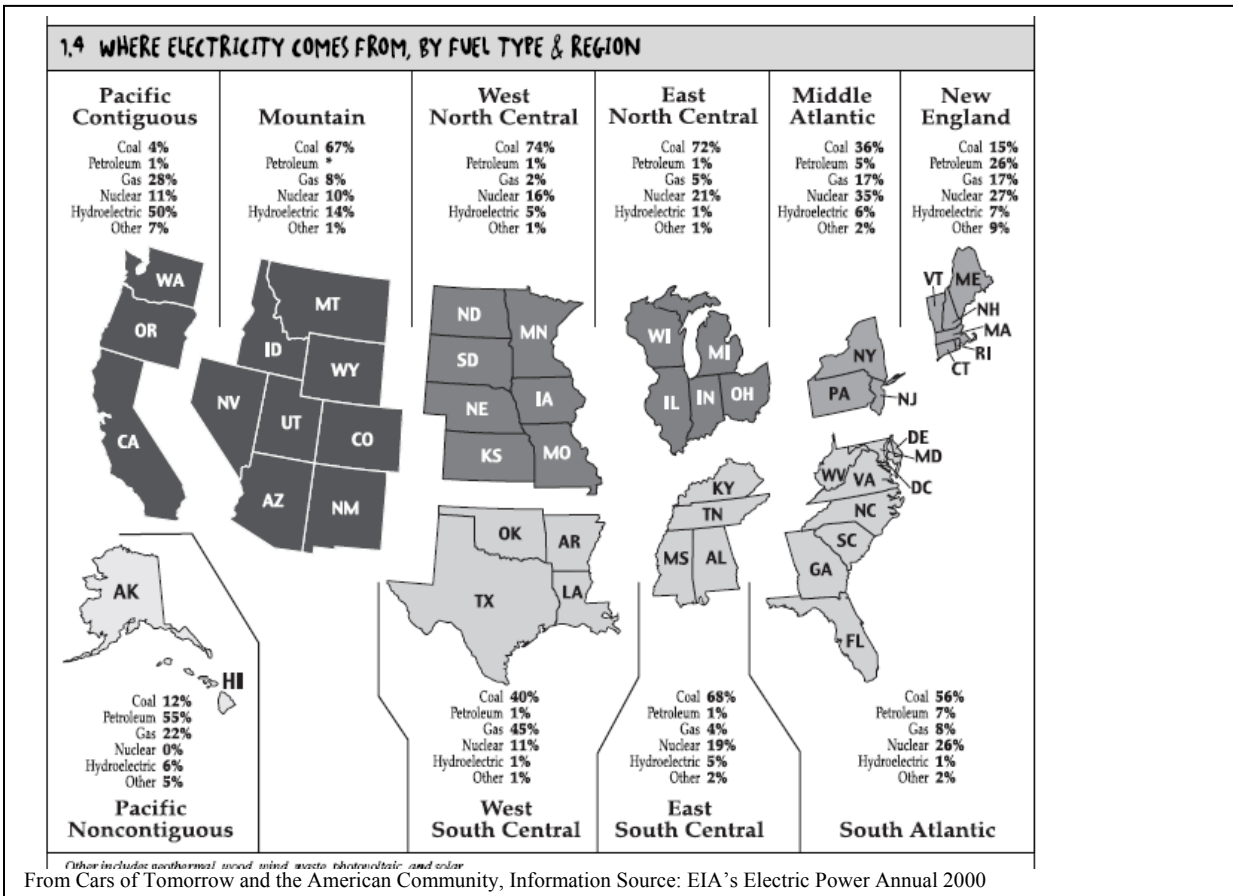 1.4 WHERE ELECTRICITY COMES FROM, BY FUEL TYPE & REGION
Pacific
Contiguous
Coal 4%
Petroleum 1%
Gas 28%
Nuclear 11%
Hydroelectric 50%
Other 7%
Mountain
Coal 67%
Petroleum *
Gas 8%
Nuclear 10%
Hydroelectric 14%
Other 1%
West
North Central
Coal 74%
Petroleum 1%
Gas 2%
Nuclear 16%
Hydroelectric 5%
Other 1%
East
North Central
Coal 72%
Petroleum 1%
Gas 5%
Nuclear 21%
Hydroelectric 1%
Other 1%
Middle
Atlantic
Coal 36%
Petroleum 5%
Gas 17%
Nuclear 35%
Hydroelectric 6%
Other 2%
New
England
Coal 15%
Petroleum 26%
Gas 17%
Nuclear 27%
Hydroelectric 7%
Other 9%
WA
OR
CA
MT
ID
WY
NV
UT
CO
AZ
NM
ND
MN
SD
NE
IA
KS
MO
WI
MI
IL
IN
OH
NY
PA
NJ
VT
ME
NH
MA
RI
CT
AK
HI
OK
AR
TX
LA
KY
TN
MS
AL
DE
MD
WV
VA
DC
NC
SC
GA
FL
Coal 12%
Petroleum 55%
Gas 22%
Nuclear 0%
Hydroelectric 6%
Other 5%
Pacific
Noncontiguous
Coal 40%
Petroleum 1%
Gas 45%
Nuclear 11%
Hydroelectric 1%
Other 1%
West
South Central
Coal 68%
Petroleum 1%
Gas 4%
Nuclear 19%
Hydroelectric 5%
Other 2%
East
South Central
Coal 56%
Petroleum 7%
Gas 8%
Nuclear 26%
Hydroelectric 1%
Other 2%
South Atlantic
Other includes geothermal, wood, wind, waste, photovoltaic, and solar
From Cars of Tomorrow and the American Community, Information Source: EIA's Electric Power Annual 2000